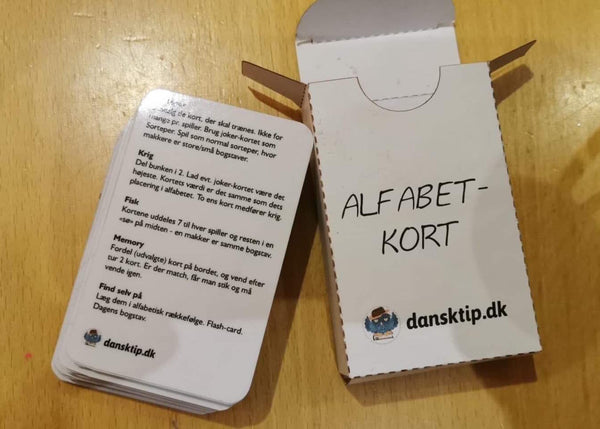 de kort, der skal trænes. Ikke for
mange pr. spiller. Brug joker-kortet som
Sorteper. Spil som normal sorteper, hvor
makkere er store/små bogstaver.
Krig
Del bunken i 2. Lad evt. joker-kortet være det
højeste. Kortets værdi er det samme som dets
placering i alfabetet. To ens kort medfører krig.
Fisk
Kortene uddeles 7 til hver spiller og resten i en
«sø» på midten - en makker er samme bogstav.
Memory
Fordel (udvalgte) kort på bordet, og vend efter
tur 2 kort. Er der match, får man stik og må
vende igen.
Find selv på
Læg dem i alfabetisk rækkefølge. Flash-card.
Dagens bogstav.
dansktip.dk
ALFABET-
KORT
dansktip.dk